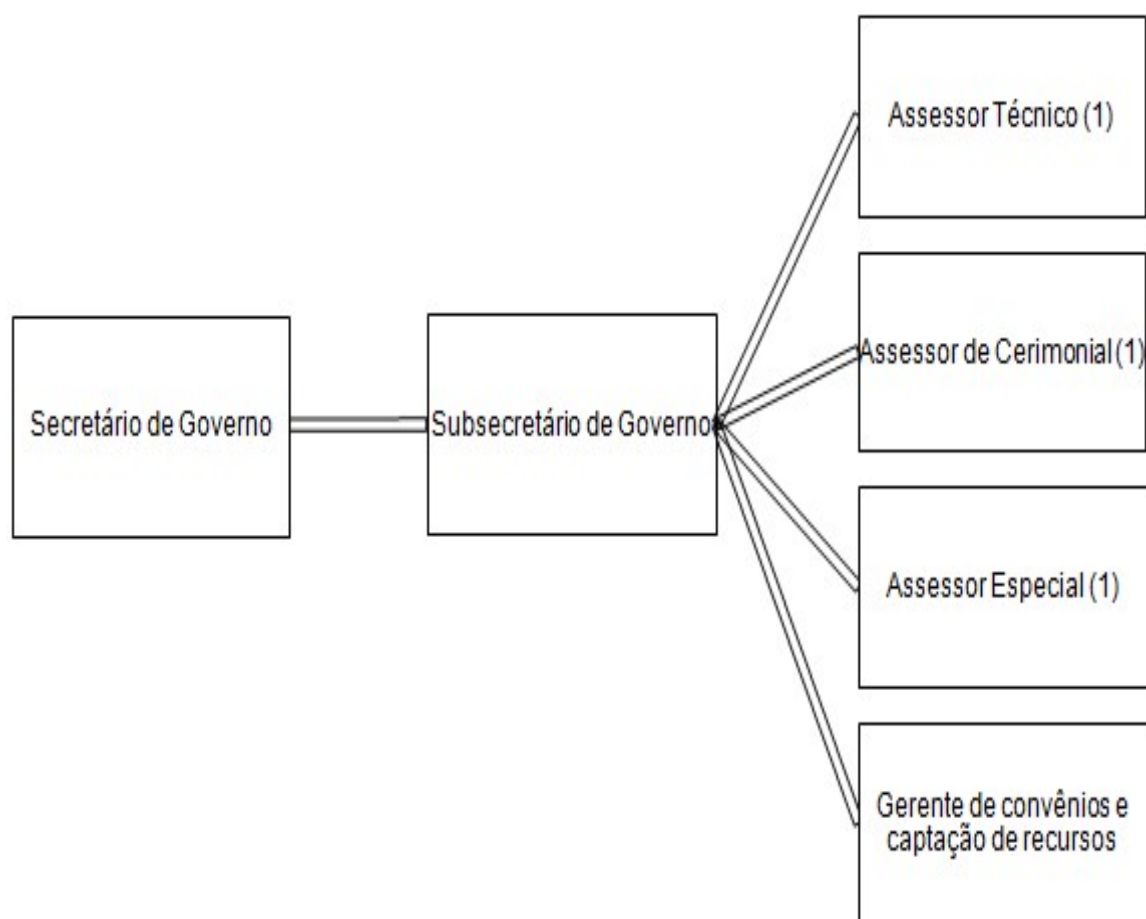 Assessor Técnico (1)
Assessor de Cerimonial (1)
Secretário de Governo
Subsecretário de Governo
Assessor Especial (1)
Gerente de convênios e
captação de recursos